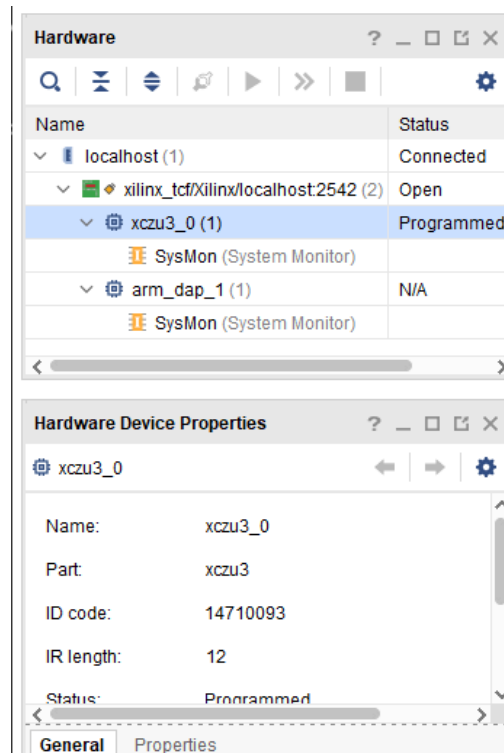 Hardware ?
Name Status
localhost (1) Connected
xilinx_tcf/Xilinx/localhost:2542 (2) Open
xczu3_0 (1) Programmed
SysMon (System Monitor)
arm_dap_1 (1) N/A
SysMon (System Monitor)
Hardware Device Properties ?
xczu3_0
Name: xczu3_0
Part: xczu3
ID code: 14710093
IR length: 12
Status: Programmed
General Properties